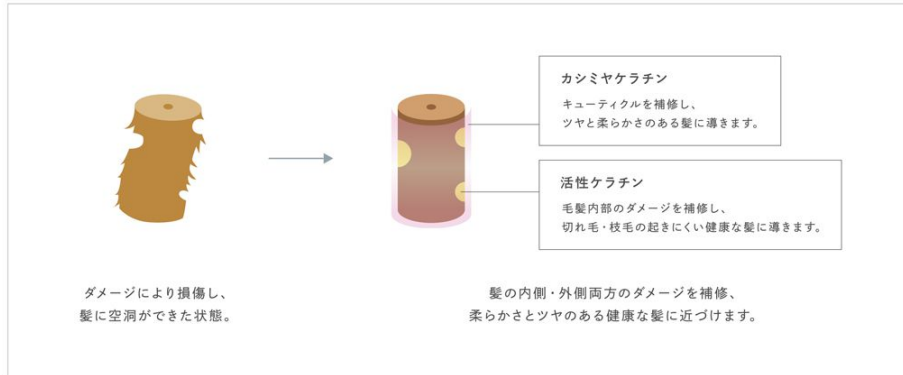 カシミヤケラチン
キューティクルを補修し、
ツヤと柔らかさのある髪に導きます。
活性ケラチン
毛髪内部のダメージを補修し、
切れ毛・枝毛の起きにくい健康な髪に導きます。
ダメージにより損傷し、
髪に空洞ができた状態。
髪の内側・外側両方のダメージを補修、
柔らかさとツヤのある健康な髪に近づけます。